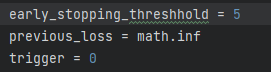 early_stopping_threshhold = 5
previous_loss = math.inf
trigger = 0